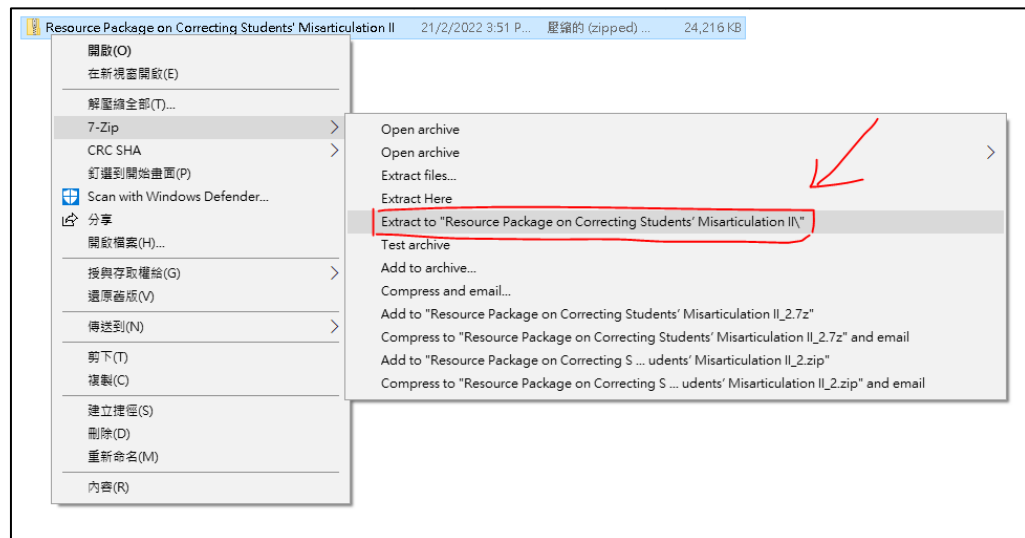 Resource Package on Correcting Students' Misarticulation II 21/2/2022 3:51 P... 壓縮的 (zipped) ... 24,216 KB
開啟(O)
在新視窗開啟(E)
解壓縮全部(T)...
7-Zip
CRC SHA
釘選到開始畫面(P)
Scan with Windows Defender...
分享
開啟檔案(H)...
授與存取權給(G)
還原舊版(V)
傳送到(N)
剪下(T)
複製(C)
建立捷徑(S)
刪除(D)
重新命名(M)
內容(R)
Open archive
Open archive
Extract files...
Extract Here
Extract to "Resource Package on Correcting Students' Misarticulation II\"
Test archive
Add to archive...
Compress and email...
Add to "Resource Package on Correcting Students' Misarticulation II_2.7z"
Compress to "Resource Package on Correcting Students' Misarticulation II_2.7z" and email
Add to "Resource Package on Correcting S ... udents' Misarticulation II_2.zip"
Compress to "Resource Package on Correcting S ... udents' Misarticulation II_2.zip" and email